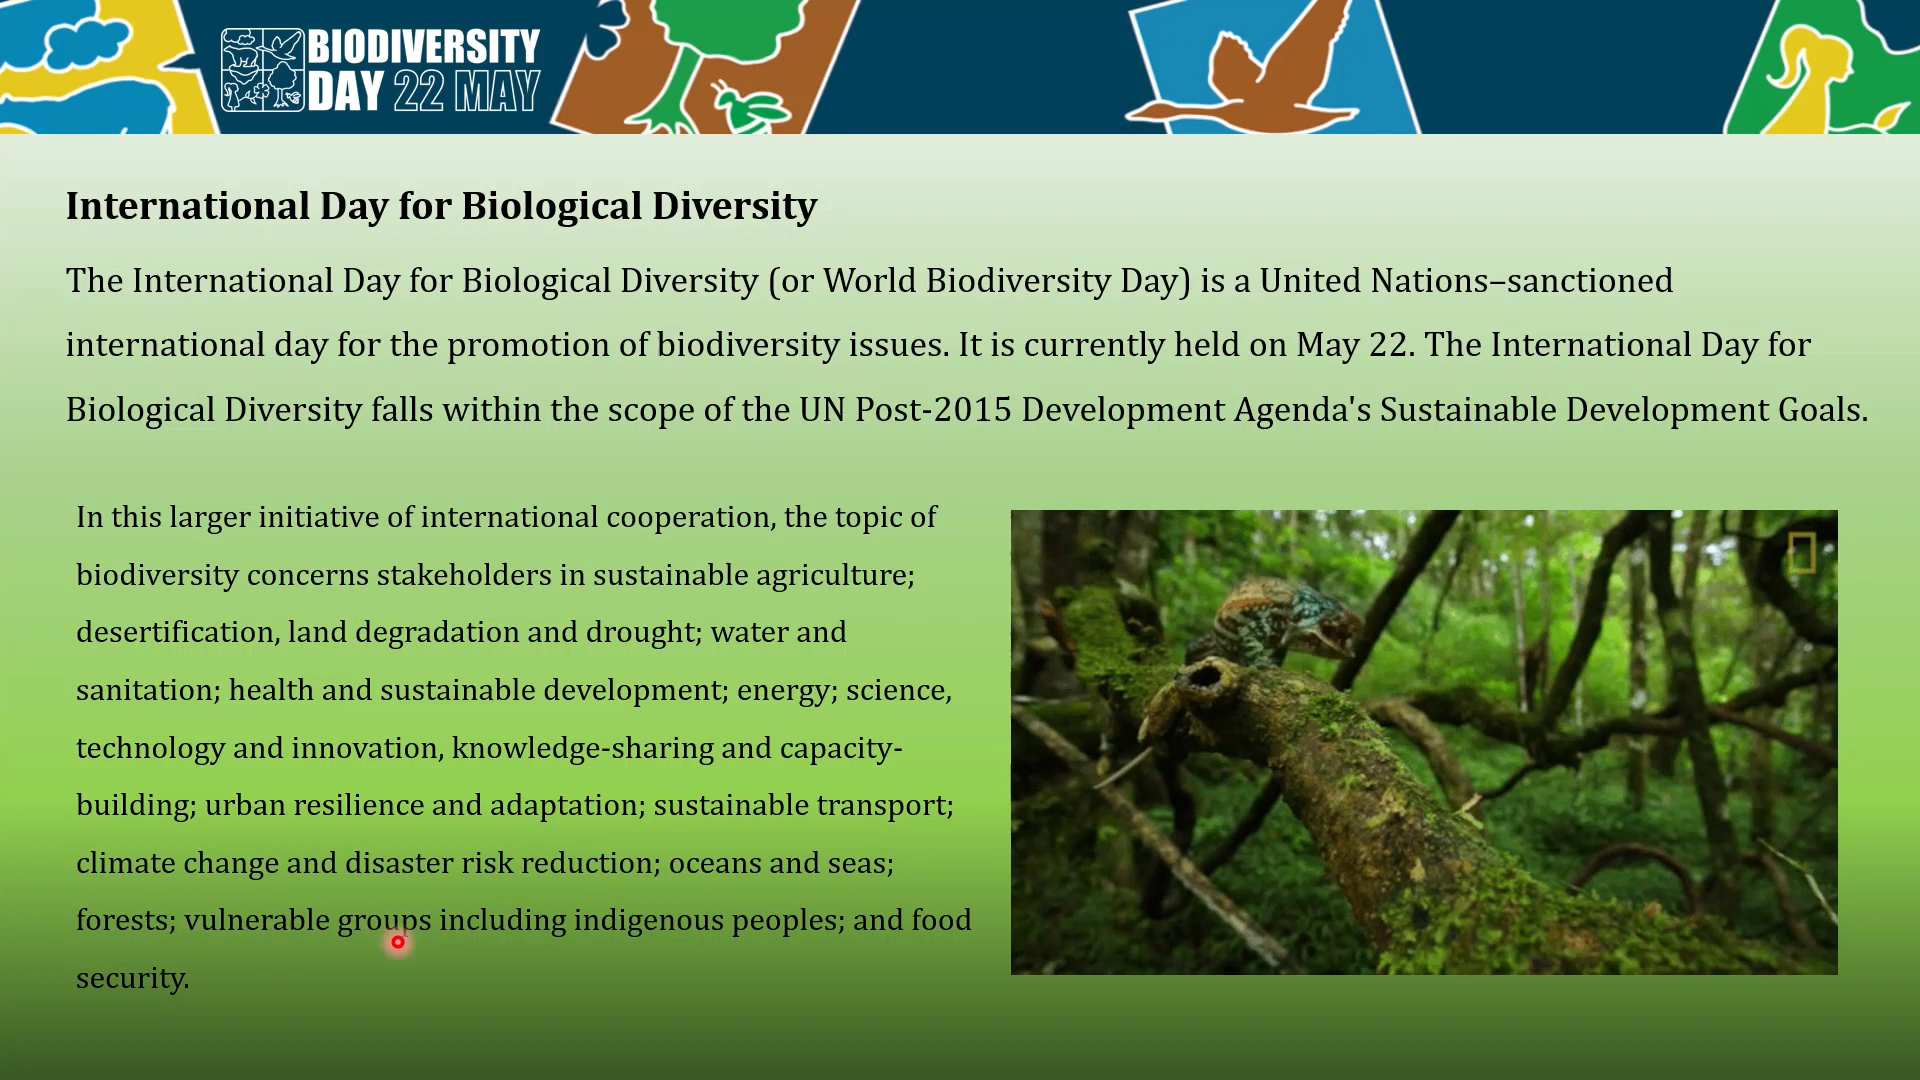 BIODIVERSITY
DAY 22 MAY
International Day for Biological Diversity
The International Day for Biological Diversity (or World Biodiversity Day) is a United Nations–sanctioned
international day for the promotion of biodiversity issues. It is currently held on May 22. The International Day for
Biological Diversity falls within the scope of the UN Post-2015 Development Agenda's Sustainable Development Goals.
In this larger initiative of international cooperation, the topic of
biodiversity concerns stakeholders in sustainable agriculture;
desertification, land degradation and drought; water and
sanitation; health and sustainable development; energy; science,
technology and innovation, knowledge-sharing and capacity-
building; urban resilience and adaptation; sustainable transport;
climate change and disaster risk reduction; oceans and seas;
forests; vulnerable groups including indigenous peoples; and food
security.